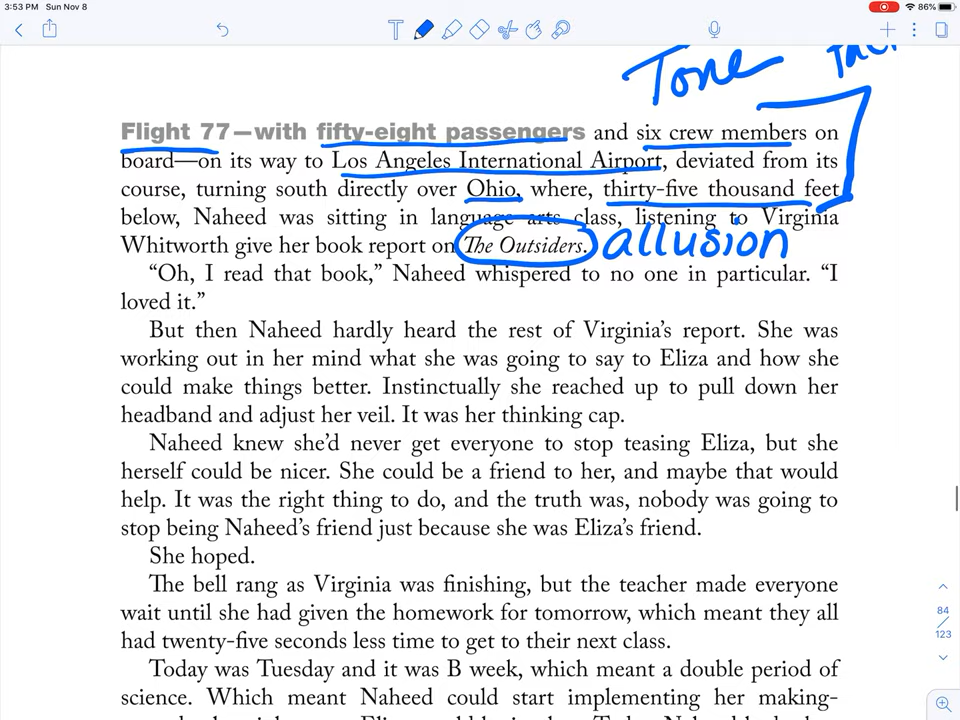 3:53 PM Sun Nov 8
86%
Tone
Flight 77—with fifty-eight passengers and six crew members on
board—on its way to Los Angeles International Airport, deviated from its
course, turning south directly over Ohio, where, thirty-five thousand feet
below, Naheed was sitting in language arts class, listening to Virginia
Whitworth give her book report on The Outsiders.
allusion
“Oh, I read that book,” Naheed whispered to no one in particular. “I
loved it.”
But then Naheed hardly heard the rest of Virginia’s report. She was
working out in her mind what she was going to say to Eliza and how she
could make things better. Instinctually she reached up to pull down her
headband and adjust her veil. It was her thinking cap.
Naheed knew she’d never get everyone to stop teasing Eliza, but she
herself could be nicer. She could be a friend to her, and maybe that would
help. It was the right thing to do, and the truth was, nobody was going to
stop being Naheed’s friend just because she was Eliza’s friend.
She hoped.
The bell rang as Virginia was finishing, but the teacher made everyone
wait until she had given the homework for tomorrow, which meant they all
had twenty-five seconds less time to get to their next class.
Today was Tuesday and it was B week, which meant a double period of
science. Which meant Naheed could start implementing her making-
84
123